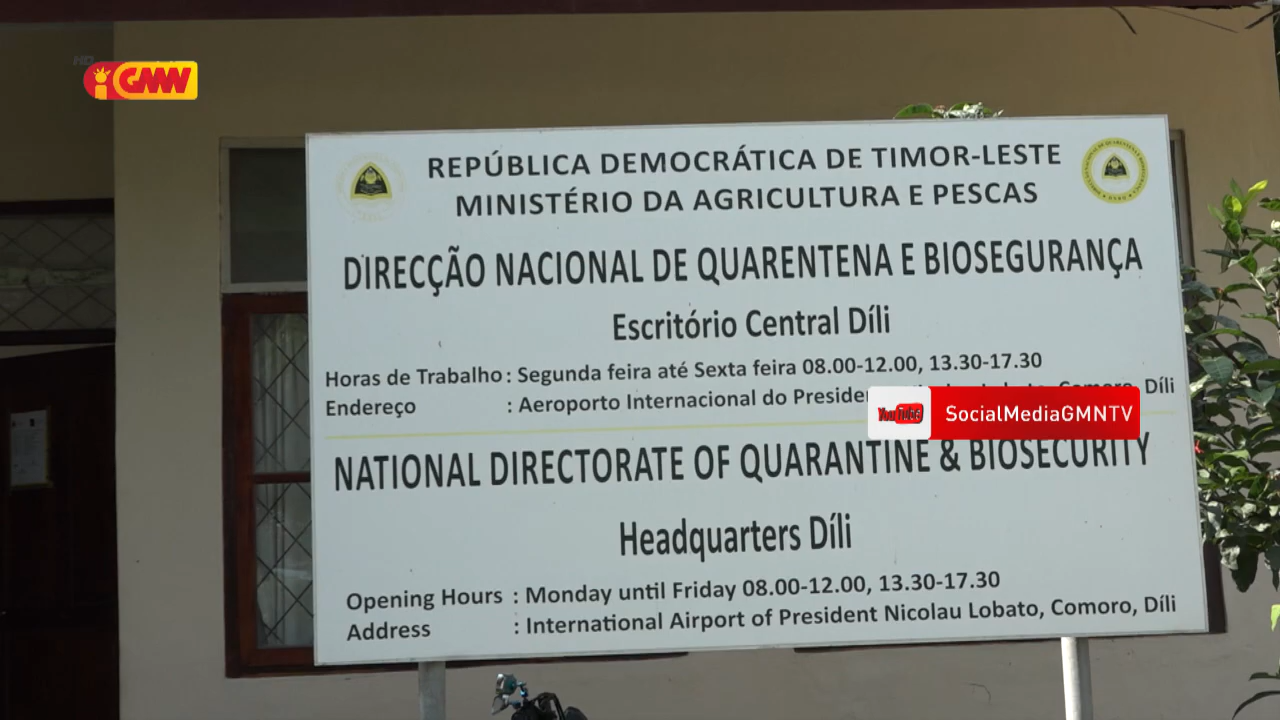 HD
GMN
REPÚBLICA DEMOCRÁTICA DE TIMOR-LESTE
MINISTÉRIO DA AGRICULTURA E PESCAS
DIRECÇÃO NACIONAL DE QUARENTENA E BIOSEGURANÇA
Escritório Central Díli
Horas de Trabalho : Segunda feira até Sexta feira 08.00-12.00, 13.30-17.30
Endereço : Aeroporto Internacional do Comoro, Díli
YouTube SocialMediaGMNTV
NATIONAL DIRECTORATE OF QUARANTINE & BIOSECURITY
Headquarters Díli
Opening Hours : Monday until Friday 08.00-12.00, 13.30-17.30
Address : International Airport of President Nicolau Lobato, Comoro, Díli